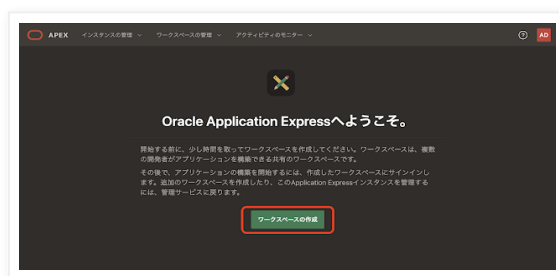 APEX インスタンスの管理 ワークスペースの管理 アクティビティのモニター ? AD
Oracle Application Expressへようこそ。
開始する前に、少し時間を取ってワークスペースを作成してください。ワークスペースは、複数
の開発者がアプリケーションを構築できる共有のワークスペースです。
その後で、アプリケーションの構築を開始するには、作成したワークスペースにサインインし
ます。追加のワークスペースを作成したり、このApplication Expressインスタンスを管理する
には、管理サービスに戻ります。
ワークスペースの作成